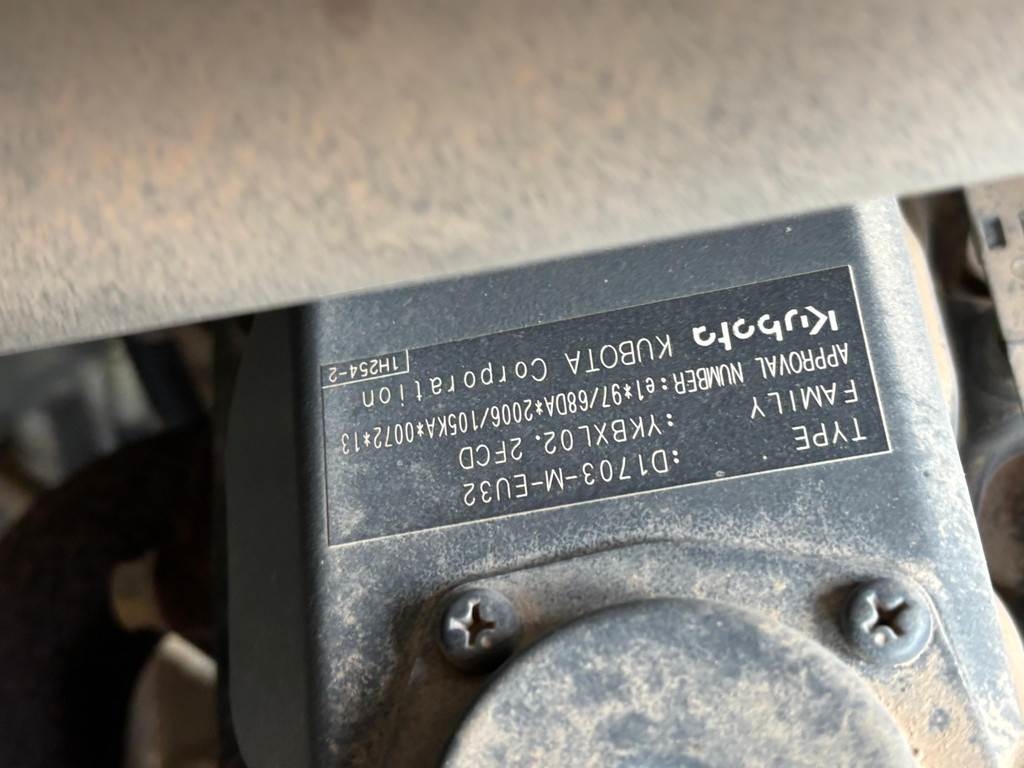 TYPE :D1703-M-EU32
FAMILY :YKBXL02. 2FCD
APPROVAL NUMBER:e1*97/68DA*2006/105KA*0072*13
Kubota KUBOTA Corporation 1H254-2